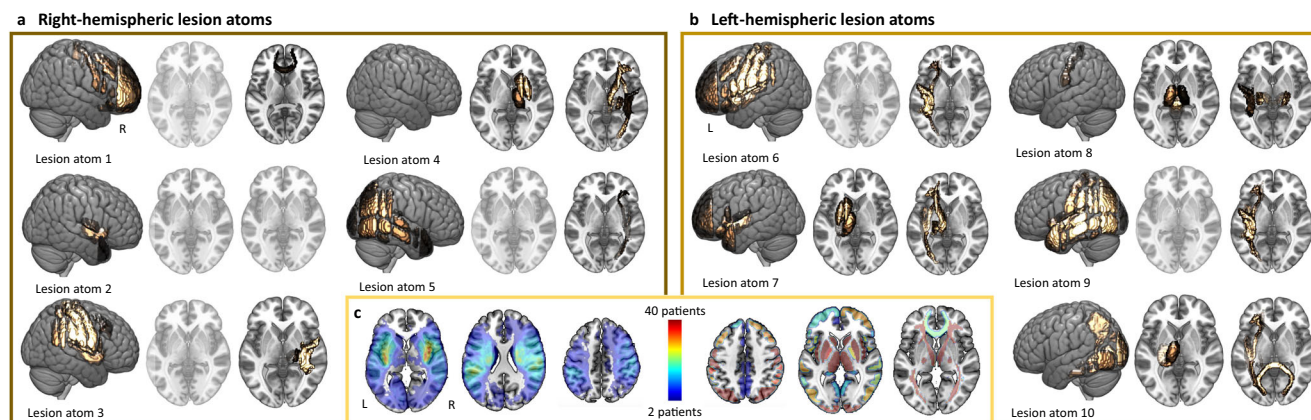 a Right-hemispheric lesion atoms
R
Lesion atom 1
Lesion atom 4
Lesion atom 2
Lesion atom 5
Lesion atom 3
b Left-hemispheric lesion atoms
L
Lesion atom 6
Lesion atom 8
Lesion atom 7
Lesion atom 9
Lesion atom 10
c
L
R
40 patients
2 patients